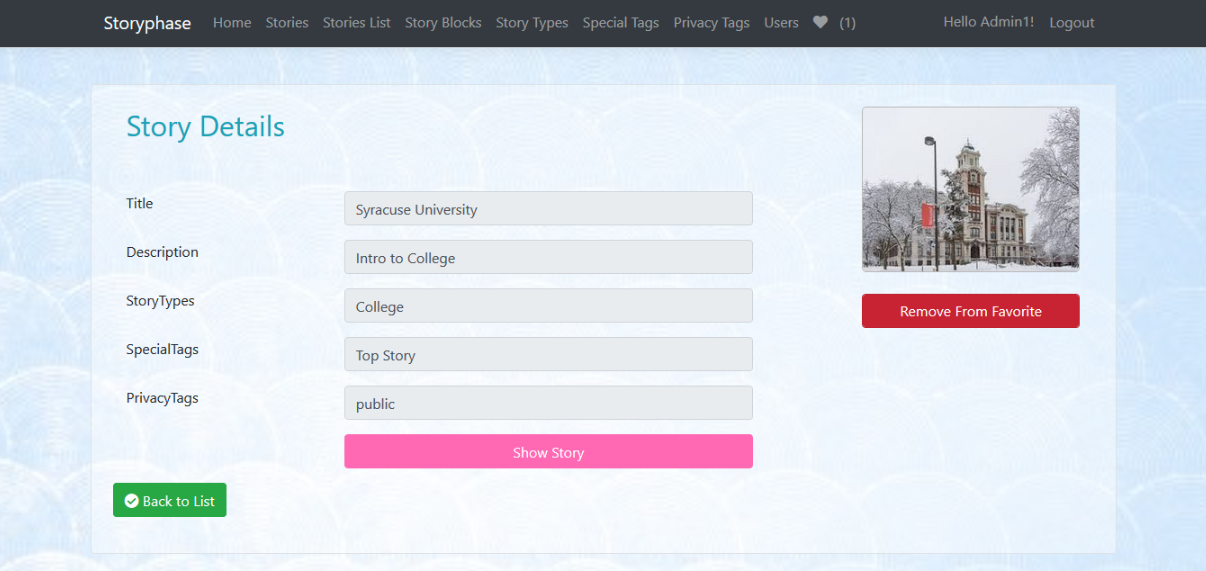 Storyphase Home Stories Stories List Story Blocks Story Types Special Tags Privacy Tags Users (1) Hello Admin1! Logout
Story Details
Title Syracuse University
Description Intro to College
StoryTypes College
SpecialTags Top Story
PrivacyTags public
Remove From Favorite
Show Story
Back to List